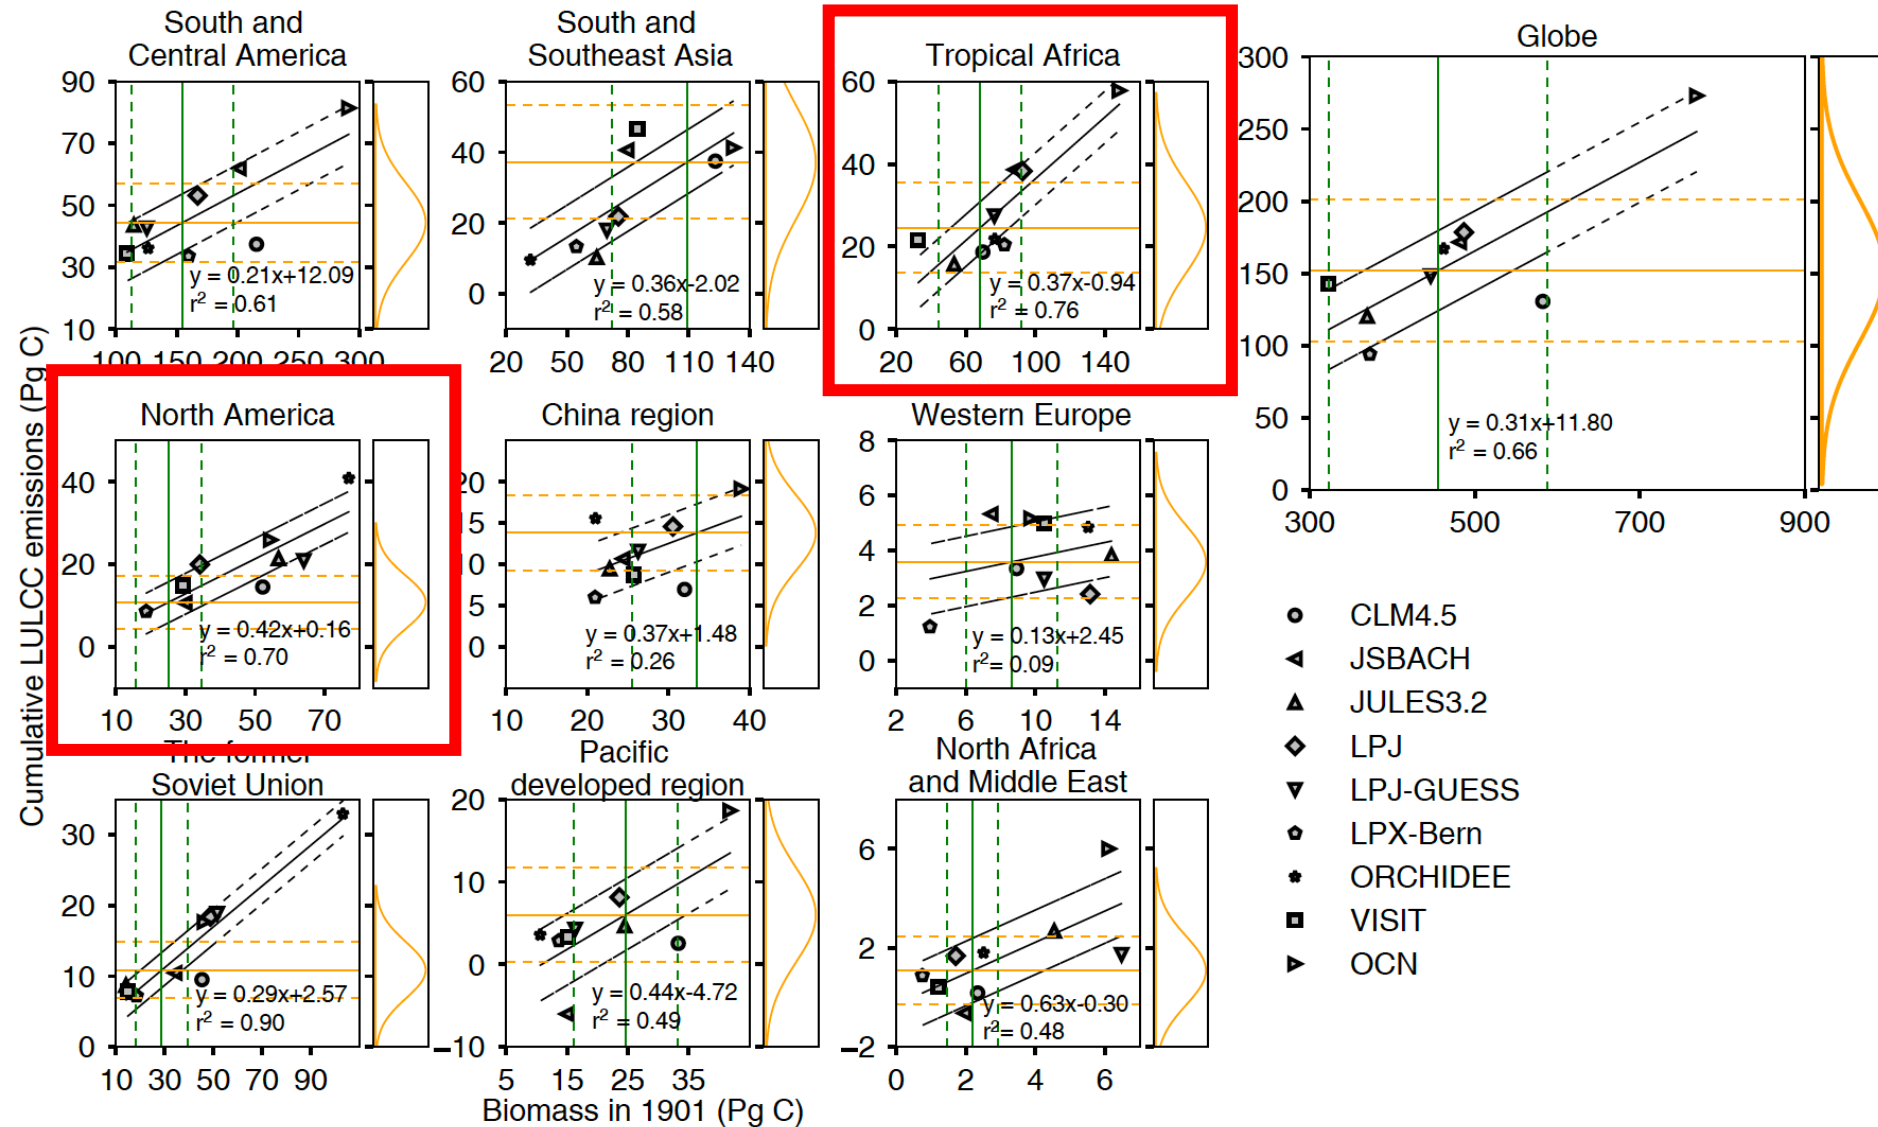 South and
Central America
90
70
50
30
10
100 150 200 250 300
y = 0.21x+12.09
r² = 0.61
South and
Southeast Asia
60
40
20
0
20 50 80 110 140
y = 0.36x-2.02
r² = 0.58
Tropical Africa
60
40
20
0
20 60 100 140
y = 0.37x-0.94
r² = 0.76
Globe
300
250
200
150
100
50
0
300 500 700 900
y = 0.31x+11.80
r² = 0.66
Cumulative LULCC emissions (Pg C)
North America
40
20
0
10 30 50 70
y = 0.42x+0.16
r² = 0.70
China region
20
15
10
5
0
10 20 30 40
y = 0.37x+1.48
r² = 0.26
Western Europe
8
6
4
2
0
2 6 10 14
y = 0.13x+2.45
r² = 0.09
The former
Soviet Union
30
20
10
0
10 30 50 70 90
y = 0.29x+2.57
r² = 0.90
Pacific
developed region
20
10
0
−10
5 15 25 35
y = 0.44x-4.72
r² = 0.49
North Africa
and Middle East
6
2
−2
0 2 4 6
y = 0.63x-0.30
r² = 0.48
Biomass in 1901 (Pg C)
CLM4.5
JSBACH
JULES3.2
LPJ
LPJ-GUESS
LPX-Bern
ORCHIDEE
VISIT
OCN